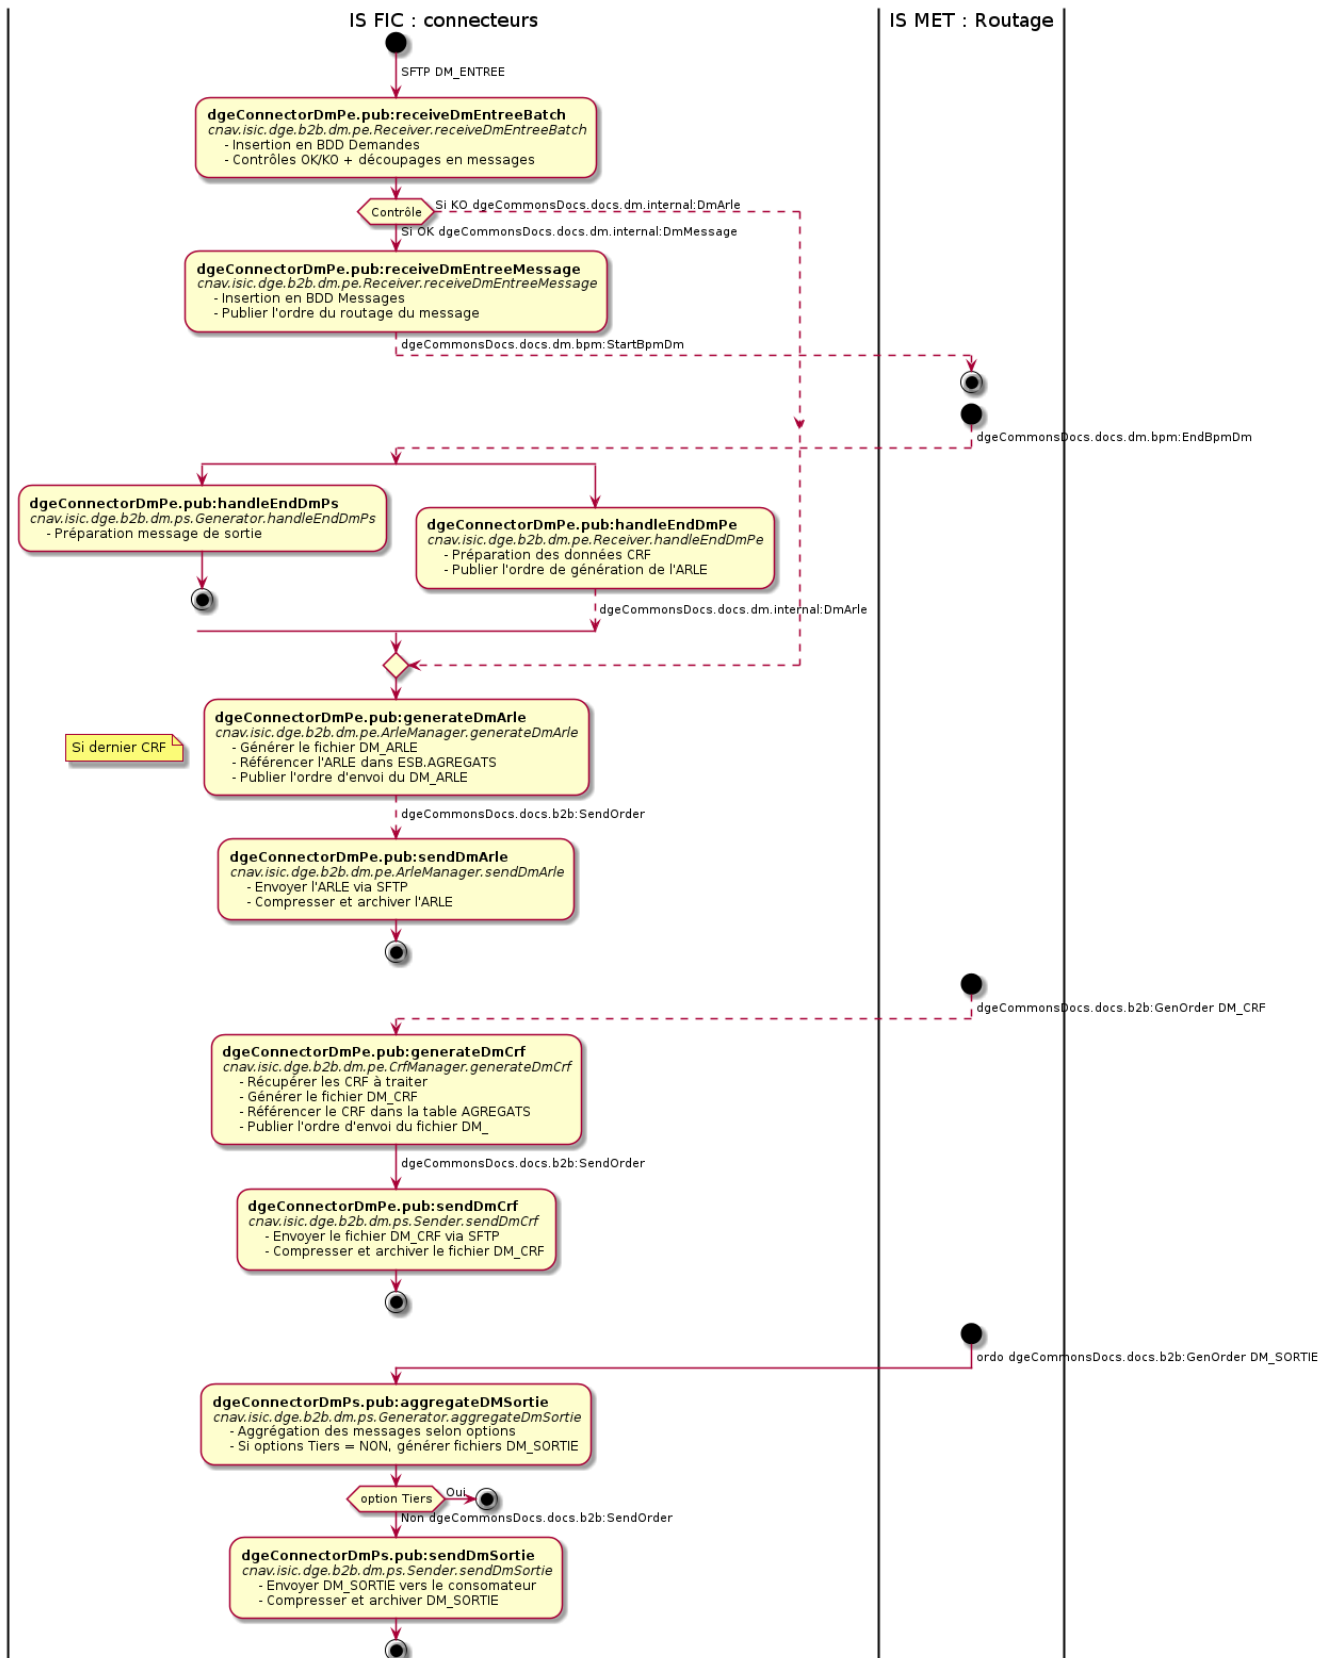 IS FIC : connecteurs
IS MET : Routage
SFTP DM_ENTREE
dgeConnectorDmPe.pub:receiveDmEntreeBatch
cnav.isic.dge.b2b.dm.pe.Receiver.receiveDmEntreeBatch
- Insertion en BDD Demandes
- Contrôles OK/KO + découpages en messages
Contrôle
Si KO dgeCommonsDocs.docs.dm.internal:DmArle
Si OK dgeCommonsDocs.docs.dm.internal:DmMessage
dgeConnectorDmPe.pub:receiveDmEntreeMessage
cnav.isic.dge.b2b.dm.pe.Receiver.receiveDmEntreeMessage
- Insertion en BDD Messages
- Publier l'ordre du routage du message
dgeCommonsDocs.docs.dm.bpm:StartBpmDm
dgeCommonsDocs.docs.dm.bpm:EndBpmDm
dgeConnectorDmPe.pub:handleEndDmPs
cnav.isic.dge.b2b.dm.ps.Generator.handleEndDmPs
- Préparation message de sortie
dgeConnectorDmPe.pub:handleEndDmPe
cnav.isic.dge.b2b.dm.pe.Receiver.handleEndDmPe
- Préparation des données CRF
- Publier l'ordre de génération de l'ARLE
dgeCommonsDocs.docs.dm.internal:DmArle
Si dernier CRF
dgeConnectorDmPe.pub:generateDmArle
cnav.isic.dge.b2b.dm.pe.ArleManager.generateDmArle
- Générer le fichier DM_ARLE
- Référencer l'ARLE dans ESB.AGREGATS
- Publier l'ordre d'envoi du DM_ARLE
dgeCommonsDocs.docs.b2b:SendOrder
dgeConnectorDmPe.pub:sendDmArle
cnav.isic.dge.b2b.dm.pe.ArleManager.sendDmArle
- Envoyer l'ARLE via SFTP
- Compresser et archiver l'ARLE
dgeCommonsDocs.docs.b2b:GenOrder DM_CRF
dgeConnectorDmPe.pub:generateDmCrf
cnav.isic.dge.b2b.dm.pe.CrfManager.generateDmCrf
- Récupérer les CRF à traiter
- Générer le fichier DM_CRF
- Référencer le CRF dans la table AGREGATS
- Publier l'ordre d'envoi du fichier DM_
dgeCommonsDocs.docs.b2b:SendOrder
dgeConnectorDmPe.pub:sendDmCrf
cnav.isic.dge.b2b.dm.ps.Sender.sendDmCrf
- Envoyer le fichier DM_CRF via SFTP
- Compresser et archiver le fichier DM_CRF
ordo dgeCommonsDocs.docs.b2b:GenOrder DM_SORTIE
dgeConnectorDmPs.pub:aggregateDMSortie
cnav.isic.dge.b2b.dm.ps.Generator.aggregateDmSortie
- Aggrégation des messages selon options
- Si options Tiers = NON, générer fichiers DM_SORTIE
option Tiers
Oui
Non dgeCommonsDocs.docs.b2b:SendOrder
dgeConnectorDmPs.pub:sendDmSortie
cnav.isic.dge.b2b.dm.ps.Sender.sendDmSortie
- Envoyer DM_SORTIE vers le consomateur
- Compresser et archiver DM_SORTIE